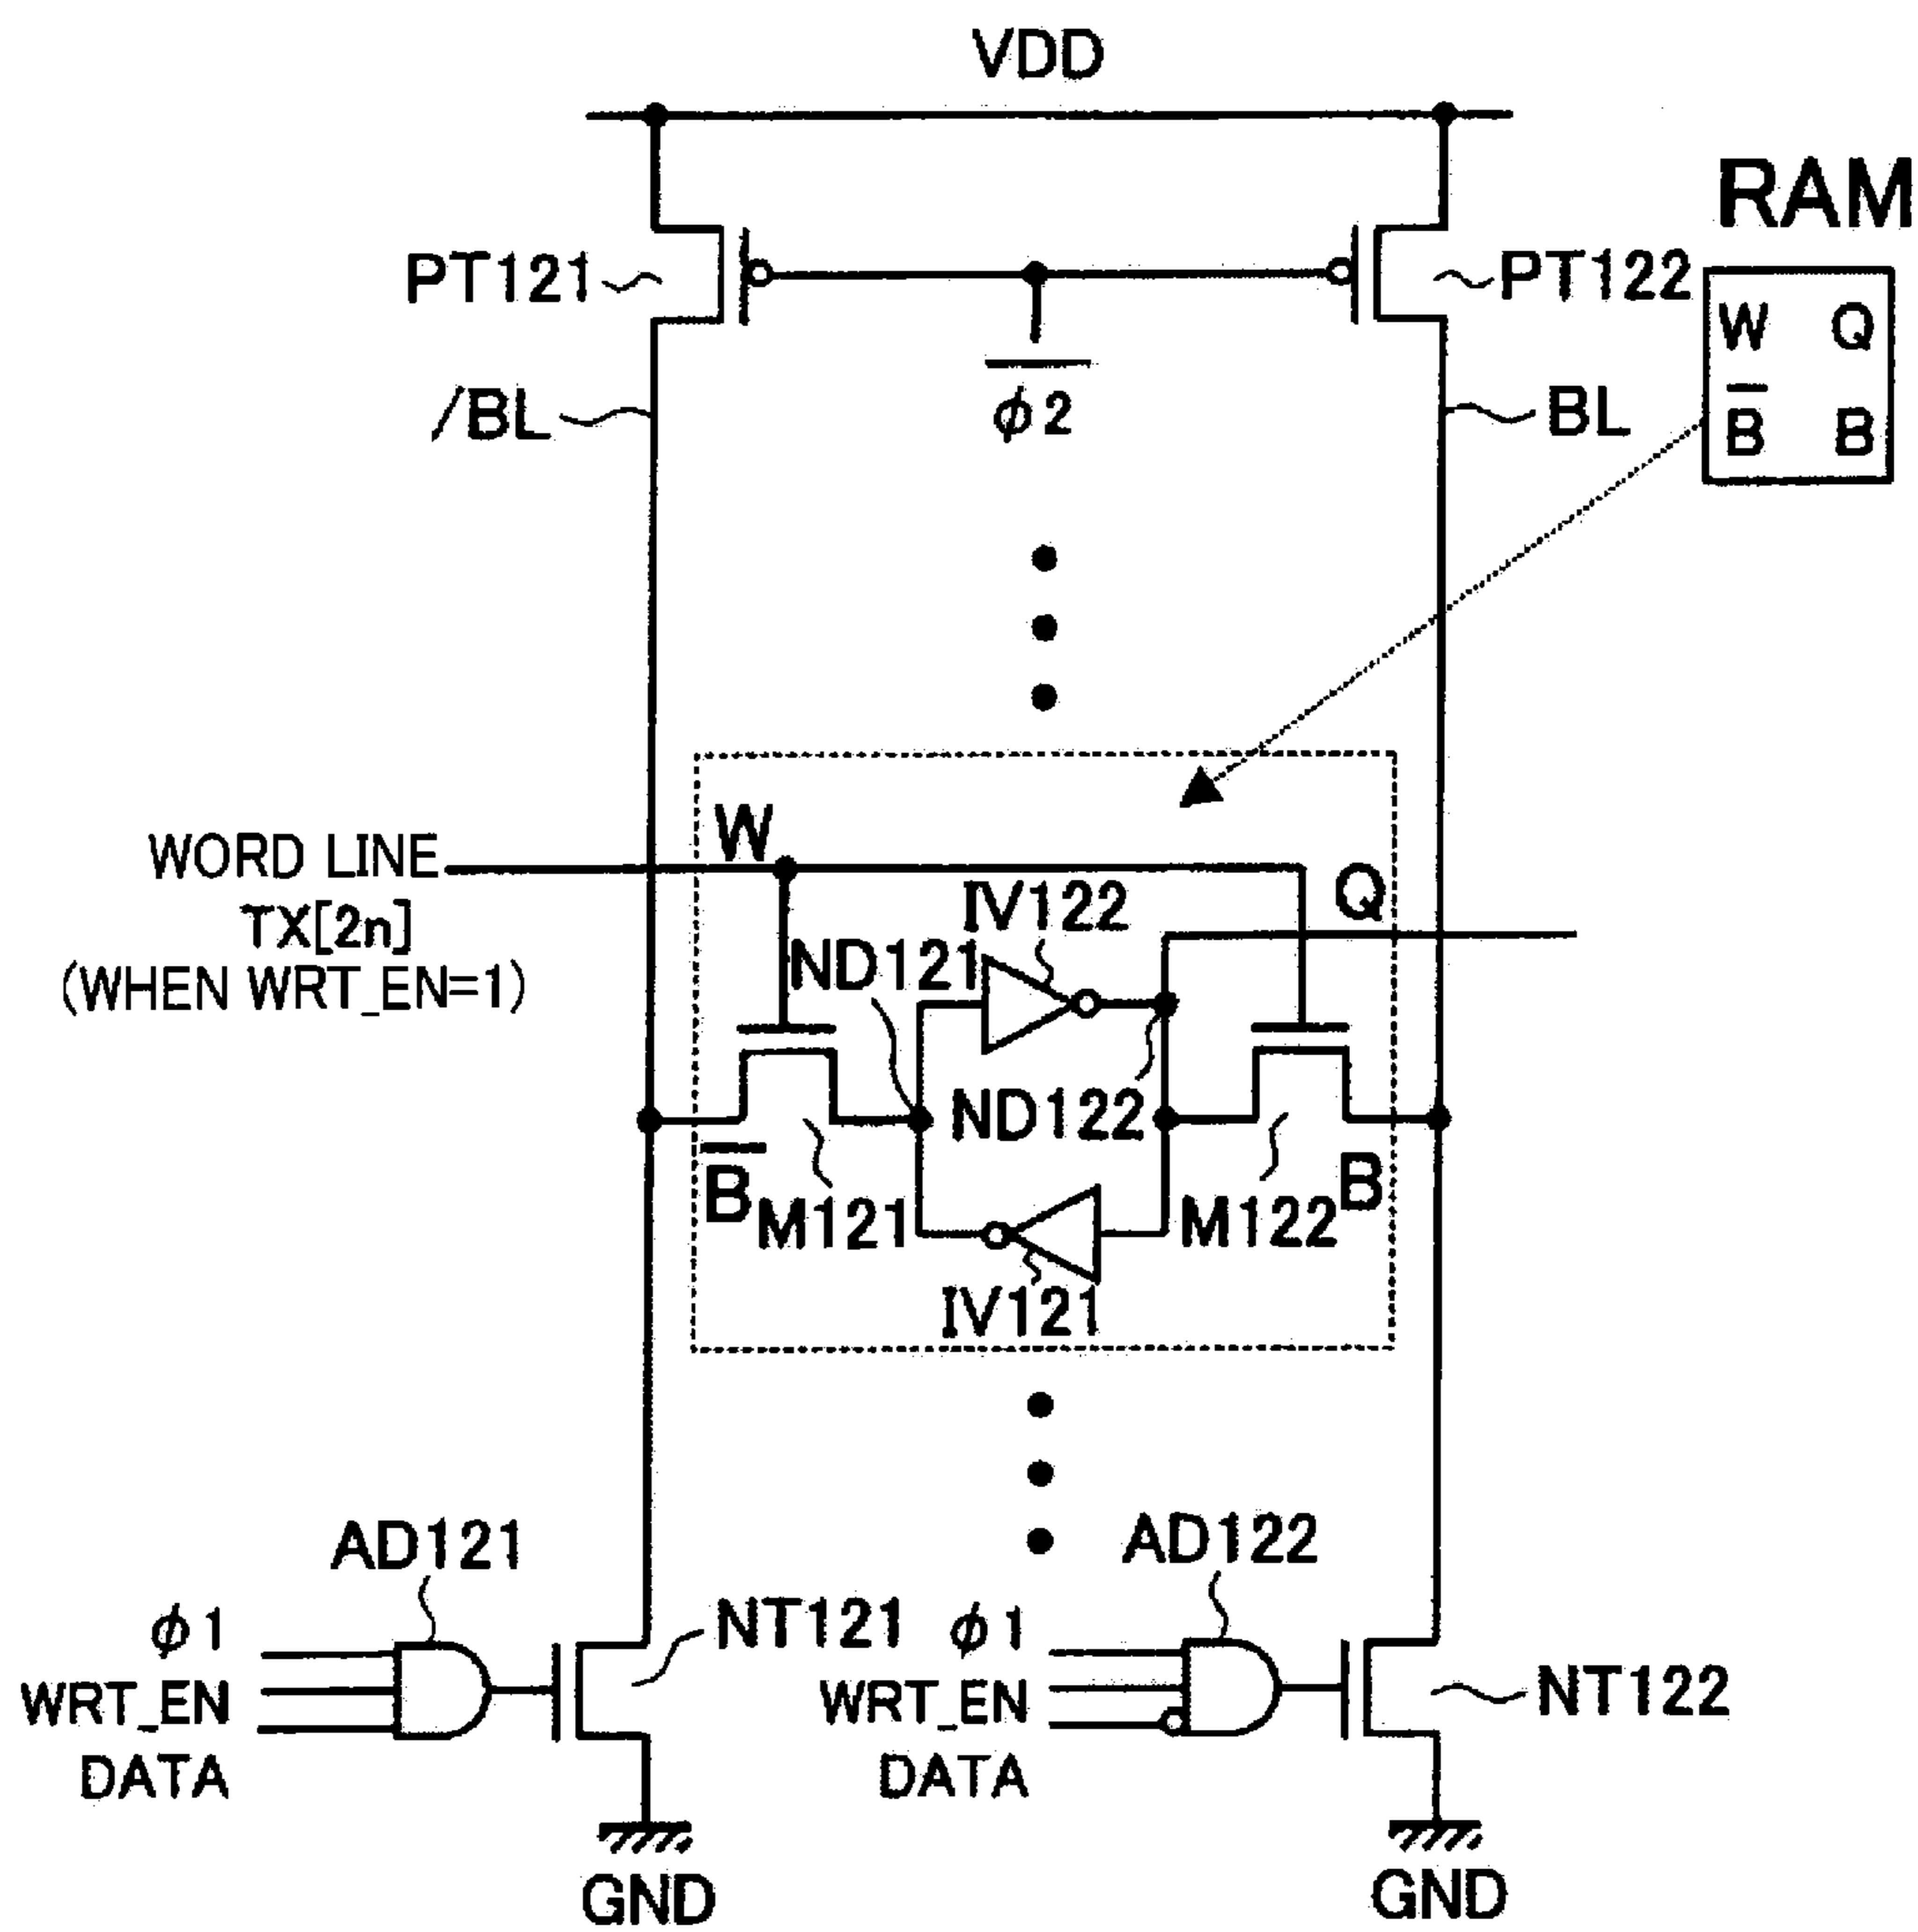 VDD
RAM
PT121
PT122
W Q
B̅ B
/BL
φ2
BL
WORD LINE
TX[2n]
(WHEN WRT_EN=1)
W
Q
IV122
ND121
ND122
B̅
M121
M122
B
IV121
AD121
AD122
φ1
WRT_EN
DATA
NT121
φ1
WRT_EN
DATA
NT122
GND
GND